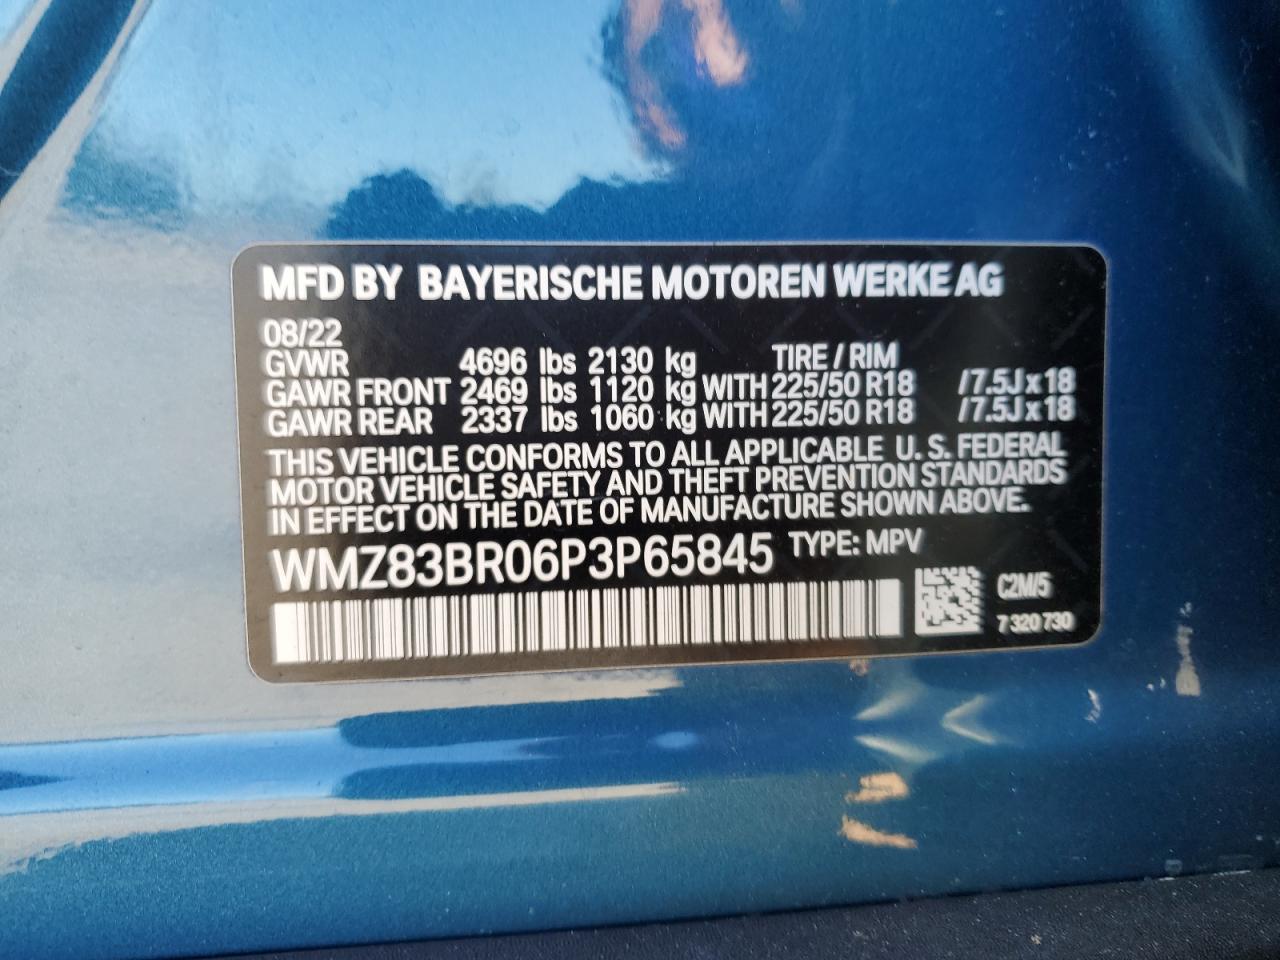 MFD BY BAYERISCHE MOTOREN WERKE AG
08/22
GVWR 4696 lbs 2130 kg TIRE / RIM
GAWR FRONT 2469 lbs 1120 kg WITH 225/50 R18 /7.5J x 18
GAWR REAR 2337 lbs 1060 kg WITH 225/50 R18 /7.5J x 18
THIS VEHICLE CONFORMS TO ALL APPLICABLE U. S. FEDERAL
MOTOR VEHICLE SAFETY AND THEFT PREVENTION STANDARDS
IN EFFECT ON THE DATE OF MANUFACTURE SHOWN ABOVE.
WMZ83BR06P3P65845 TYPE: MPV
C2M/5
7 320 730